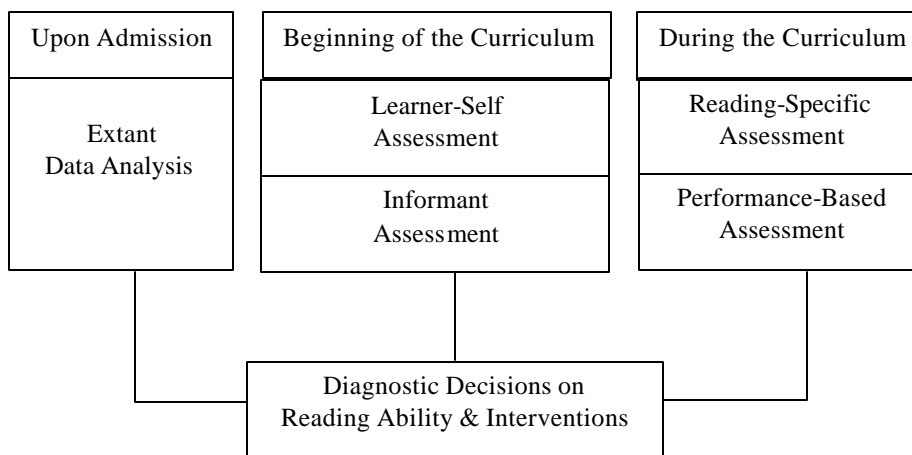 Upon Admission
Extant
Data Analysis
Beginning of the Curriculum
Learner-Self
Assessment
Informant
Assessment
During the Curriculum
Reading-Specific
Assessment
Performance-Based
Assessment
Diagnostic Decisions on
Reading Ability & Interventions